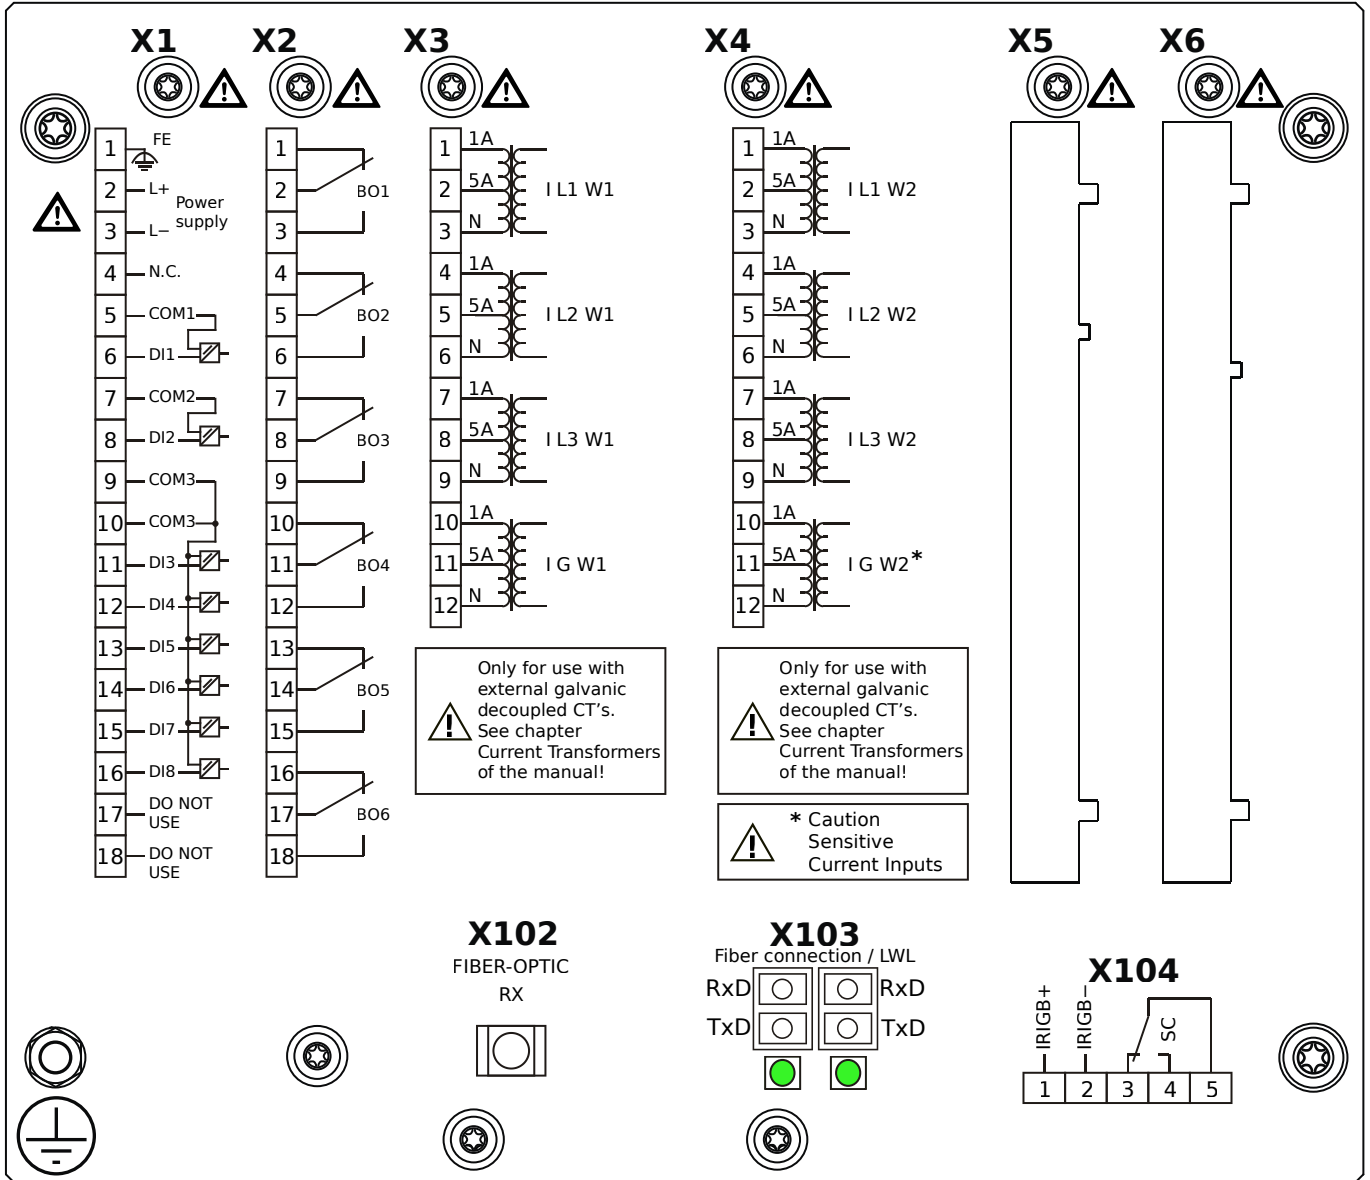 X1
X2
X3
X4
X5
X6
1 FE
2 L+
Power
supply
3 L−
4 N.C.
5 COM1
6 DI1
7 COM2
8 DI2
9 COM3
10 COM3
11 DI3
12 DI4
13 DI5
14 DI6
15 DI7
16 DI8
17 DO NOT
USE
18 DO NOT
USE
1
2 BO1
3
4
5 BO2
6
7
8 BO3
9
10
11 BO4
12
13
14 BO5
15
16
17 BO6
18
1 1A
2 5A I L1 W1
3 N
4 1A
5 5A I L2 W1
6 N
7 1A
8 5A I L3 W1
9 N
10 1A
11 5A I G W1
12 N
Only for use with
external galvanic
decoupled CT’s.
See chapter
Current Transformers
of the manual!
1 1A
2 5A I L1 W2
3 N
4 1A
5 5A I L2 W2
6 N
7 1A
8 5A I L3 W2
9 N
10 1A
11 5A I G W2*
12 N
Only for use with
external galvanic
decoupled CT’s.
See chapter
Current Transformers
of the manual!
* Caution
Sensitive
Current Inputs
X102
FIBER-OPTIC
RX
X103
Fiber connection / LWL
RxD RxD
TxD TxD
X104
IRIGB+
IRIGB−
SC
1 2 3 4 5